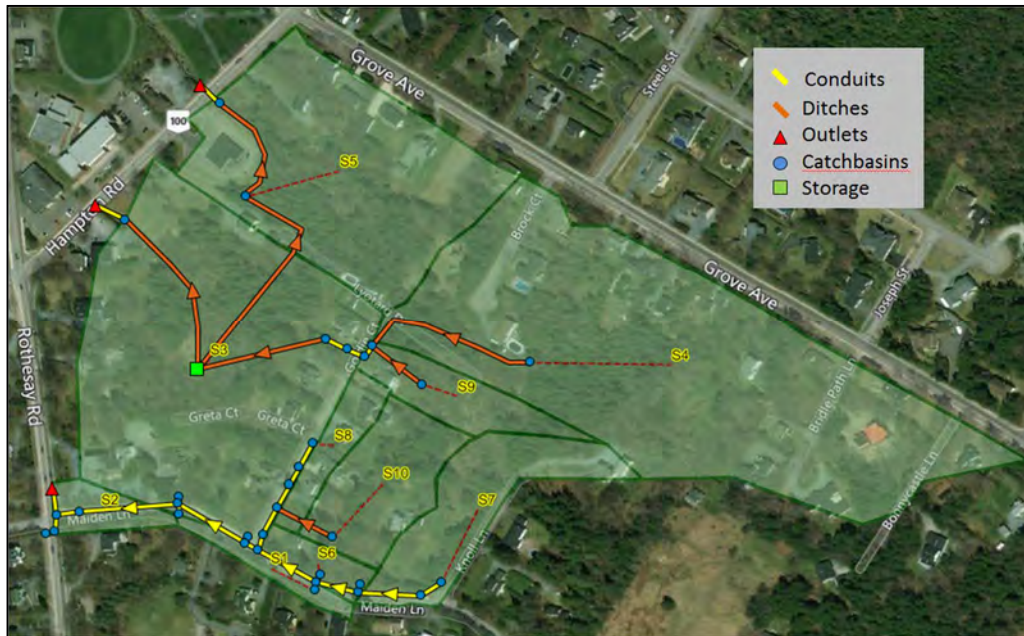 Grove Ave
Steele St
Conduits
Ditches
Outlets
Catchbasins
Storage
100
Hampton Rd
S5
Brock Ct
Grove Ave
Joseph St
Rothesay Rd
S3
S4
S9
Bridle Path Ln
Greta Ct
Greta Ct
S8
S10
S7
Bonnycastle Ln
S2
Maiden Ln
S1
S6
Knoll Ln
Maiden Ln